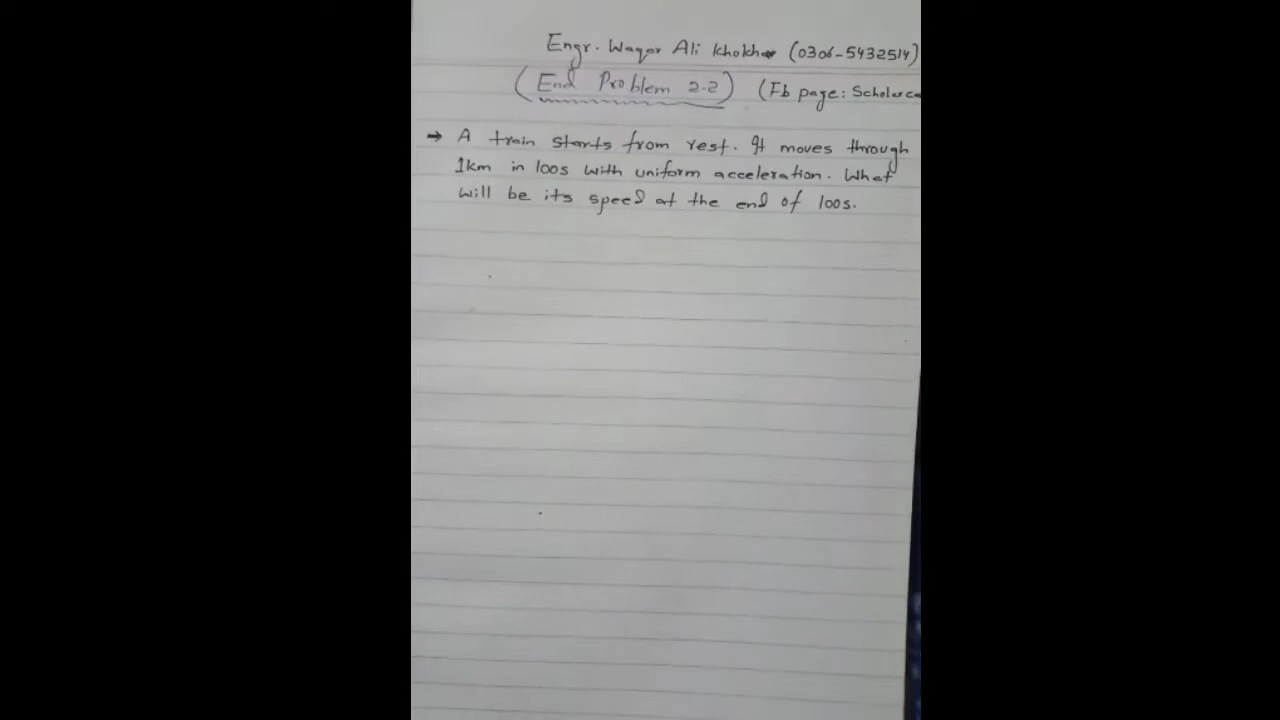 Engr. Waqar Ali Khokhar (0306-5432514)
(End Problem 2.2) (Fb page: Scholarce
→ A train starts from rest. It moves through
1km in 100s with uniform acceleration. What
will be its speed at the end of 100s.